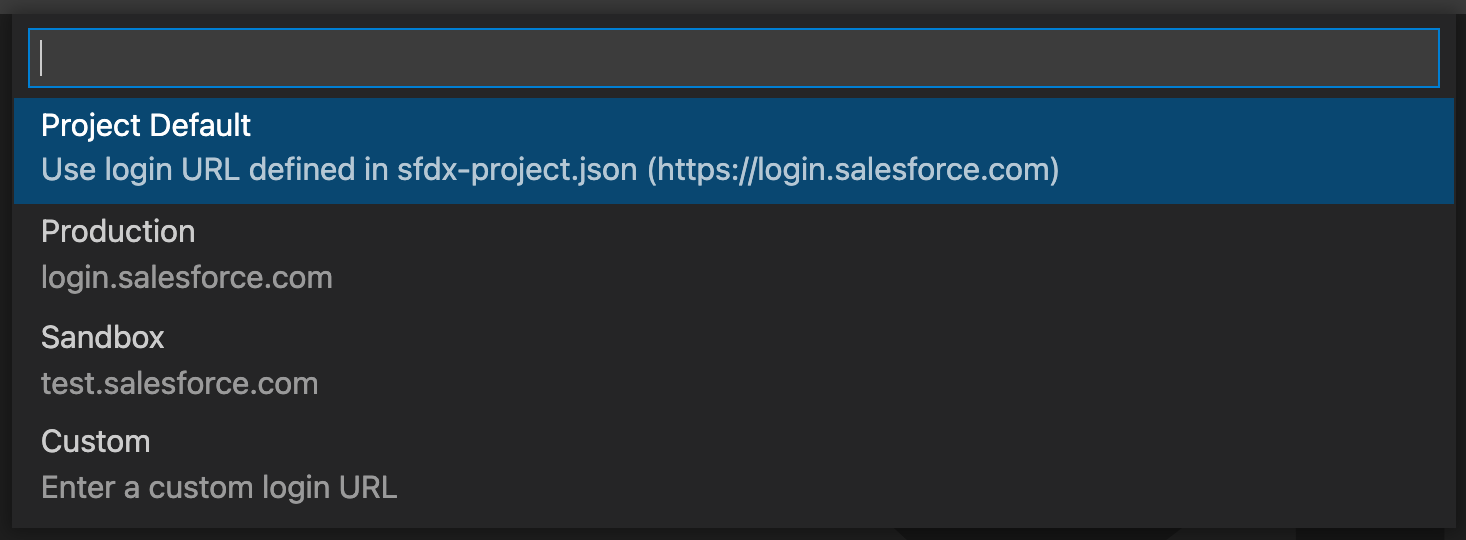 Project Default
Use login URL defined in sfdx-project.json (https://login.salesforce.com)
Production
login.salesforce.com
Sandbox
test.salesforce.com
Custom
Enter a custom login URL